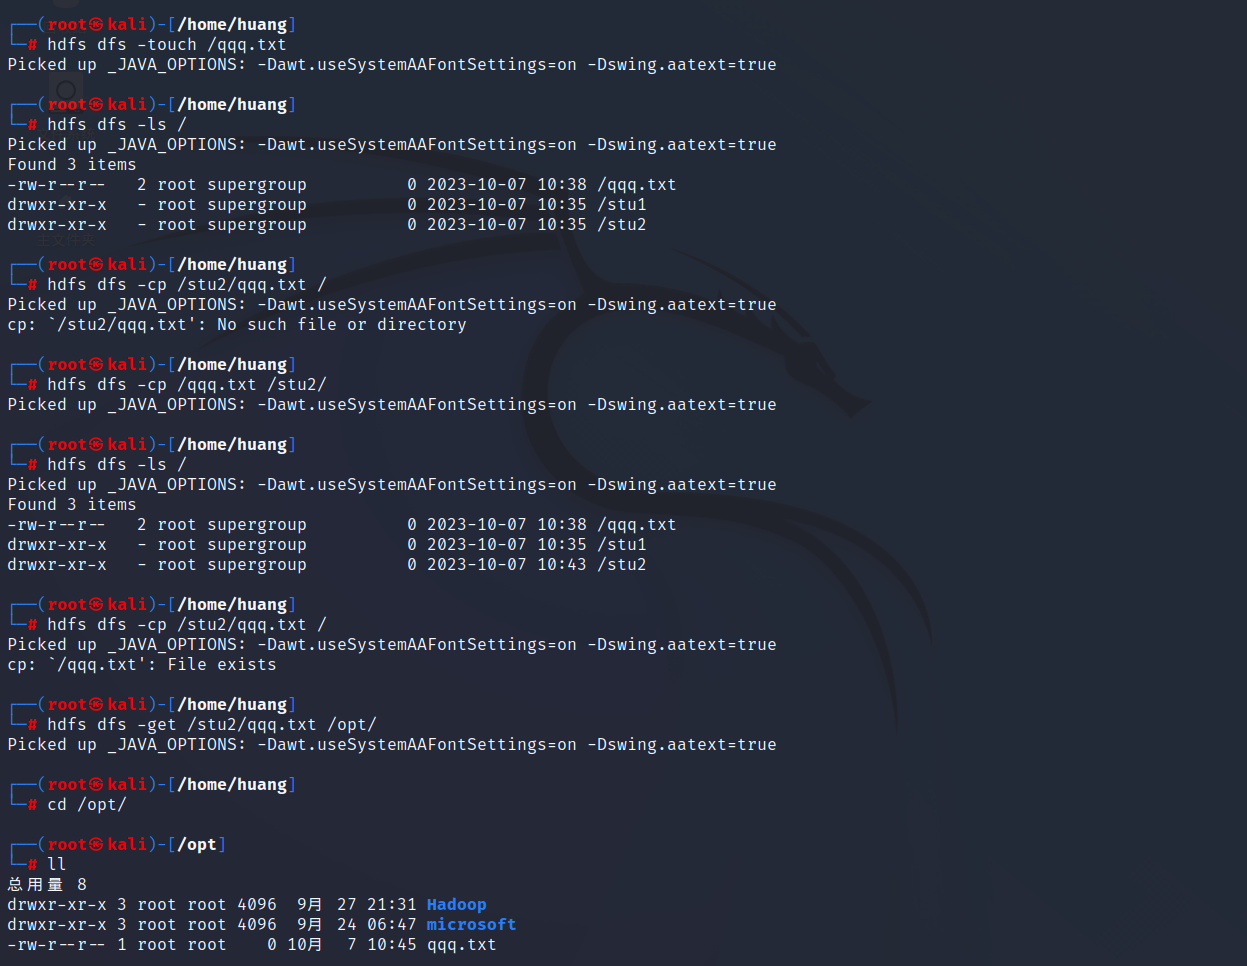 ┌──(root㉿kali)-[/home/huang]
└─# hdfs dfs -touch /qqq.txt
Picked up _JAVA_OPTIONS: -Dawt.useSystemAAFontSettings=on -Dswing.aatext=true
┌──(root㉿kali)-[/home/huang]
└─# hdfs dfs -ls /
Picked up _JAVA_OPTIONS: -Dawt.useSystemAAFontSettings=on -Dswing.aatext=true
Found 3 items
-rw-r--r--   2 root supergroup          0 2023-10-07 10:38 /qqq.txt
drwxr-xr-x   - root supergroup          0 2023-10-07 10:35 /stu1
drwxr-xr-x   - root supergroup          0 2023-10-07 10:35 /stu2
┌──(root㉿kali)-[/home/huang]
└─# hdfs dfs -cp /stu2/qqq.txt /
Picked up _JAVA_OPTIONS: -Dawt.useSystemAAFontSettings=on -Dswing.aatext=true
cp: `/stu2/qqq.txt': No such file or directory
┌──(root㉿kali)-[/home/huang]
└─# hdfs dfs -cp /qqq.txt /stu2/
Picked up _JAVA_OPTIONS: -Dawt.useSystemAAFontSettings=on -Dswing.aatext=true
┌──(root㉿kali)-[/home/huang]
└─# hdfs dfs -ls /
Picked up _JAVA_OPTIONS: -Dawt.useSystemAAFontSettings=on -Dswing.aatext=true
Found 3 items
-rw-r--r--   2 root supergroup          0 2023-10-07 10:38 /qqq.txt
drwxr-xr-x   - root supergroup          0 2023-10-07 10:35 /stu1
drwxr-xr-x   - root supergroup          0 2023-10-07 10:43 /stu2
┌──(root㉿kali)-[/home/huang]
└─# hdfs dfs -cp /stu2/qqq.txt /
Picked up _JAVA_OPTIONS: -Dawt.useSystemAAFontSettings=on -Dswing.aatext=true
cp: `/qqq.txt': File exists
┌──(root㉿kali)-[/home/huang]
└─# hdfs dfs -get /stu2/qqq.txt /opt/
Picked up _JAVA_OPTIONS: -Dawt.useSystemAAFontSettings=on -Dswing.aatext=true
┌──(root㉿kali)-[/home/huang]
└─# cd /opt/
┌──(root㉿kali)-[/opt]
└─# ll
总用量 8
drwxr-xr-x 3 root root 4096  9月 27 21:31 Hadoop
drwxr-xr-x 3 root root 4096  9月 24 06:47 microsoft
-rw-r--r-- 1 root root    0 10月  7 10:45 qqq.txt